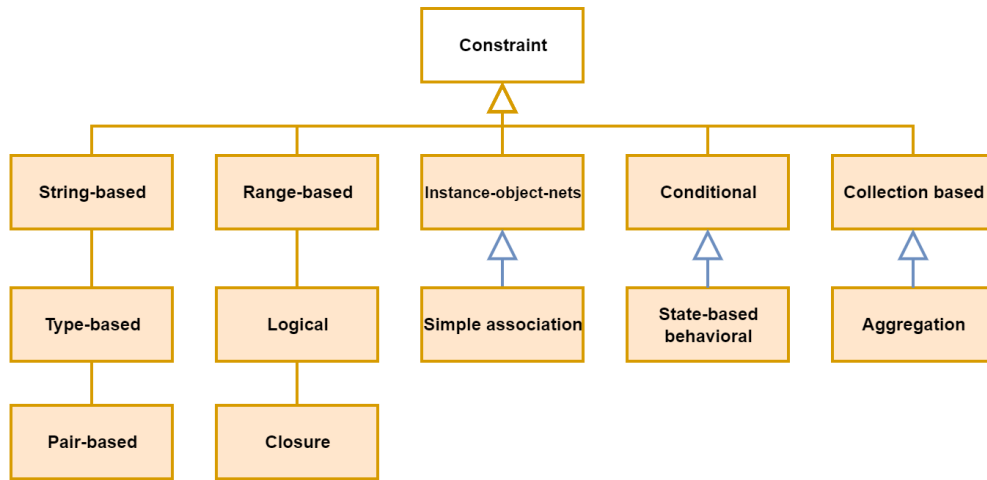 Constraint
String-based
Range-based
Instance-object-nets
Conditional
Collection based
Type-based
Logical
Simple association
State-based
behavioral
Aggregation
Pair-based
Closure